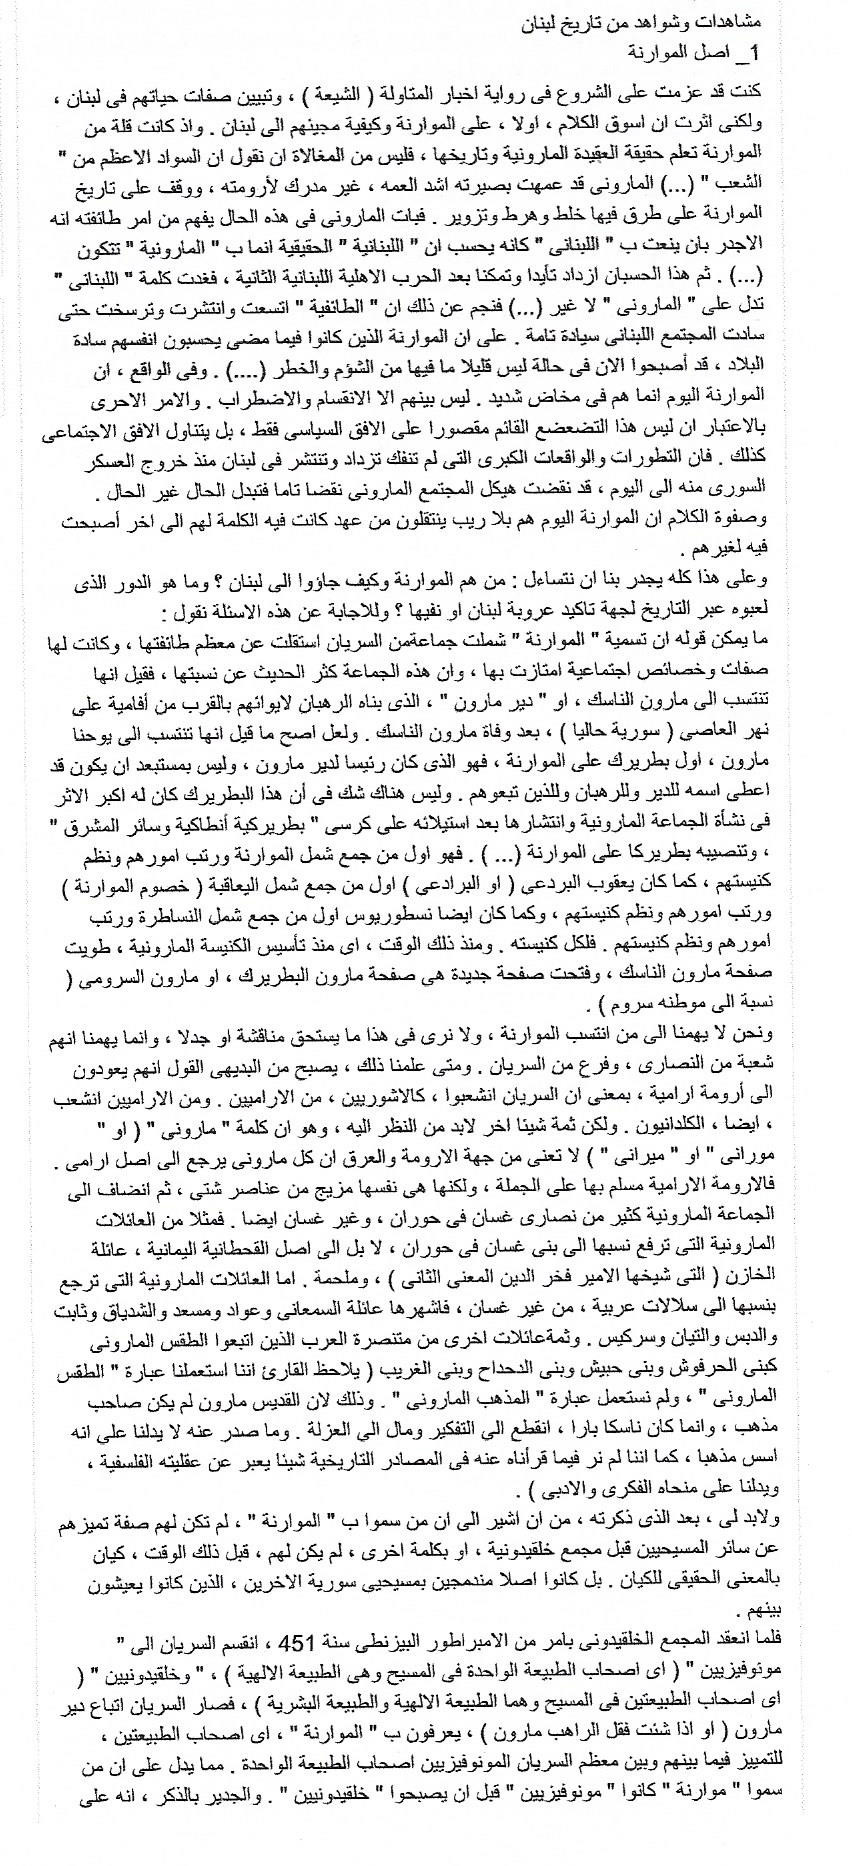 مشاهدات وشواهد من تاريخ لبنان
1_ اصل الموارنة
كنت قد عزمت على الشروع فى رواية اخبار المتاولة ( الشيعة ) ، وتبيين صفات حياتهم فى لبنان ،
ولكنى اثرت ان اسوق الكلام ، اولا ، على الموارنة وكيفية مجينهم الى لبنان . واذ كانت قلة من
الموارنة تعلم حقيقة العقيدة المارونية وتاريخها ، فليس من المغالاة ان نقول ان السواد الاعظم من "
الشعب " (...) المارونى قد عمهت بصيرته اشد العمه ، غير مدرك لأرومته ، ووقف على تاريخ
الموارنة على طرق فيها خلط وهرط وتزوير . فبات المارونى فى هذه الحال يفهم من امر طائفته انه
الاجدر بان ينعت ب " اللبنانى " كانه يحسب ان " اللبنانية " الحقيقية انما ب " المارونية " تتكون
(...) . ثم هذا الحسبان ازداد تأيدا وتمكنا بعد الحرب الاهلية اللبنانية الثانية ، فغدت كلمة " اللبنانى "
تدل على " المارونى " لا غير (...) فنجم عن ذلك ان " الطائفية " اتسعت وانتشرت وترسخت حتى
سادت المجتمع اللبنانى سيادة تامة . على ان الموارنة الذين كانوا فيما مضى يحسبون انفسهم سادة
البلاد ، قد أصبحوا الان فى حالة ليس قليلا ما فيها من الشؤم والخطر (....) . وفى الواقع ، ان
الموارنة اليوم انما هم فى مخاض شديد . ليس بينهم الا الانقسام والاضطراب . والامر الاحرى
بالاعتبار ان ليس هذا التضعضع القائم مقصورا على الافق السياسى فقط ، بل يتناول الافق الاجتماعى
كذلك . فان التطورات والواقعات الكبرى التى لم تنفك تزداد وتنتشر فى لبنان منذ خروج العسكر
السورى منه الى اليوم ، قد نقضت هيكل المجتمع المارونى نقضا تاما فتبدل الحال غير الحال .
وصفوة الكلام ان الموارنة اليوم هم بلا ريب ينتقلون من عهد كانت فيه الكلمة لهم الى اخر أصبحت
فيه لغيرهم .
وعلى هذا كله يجدر بنا ان نتساءل : من هم الموارنة وكيف جاؤوا الى لبنان ؟ وما هو الدور الذى
لعبوه عبر التاريخ لجهة تاكيد عروبة لبنان او نفيها ؟ وللاجابة عن هذه الاسئلة نقول :
ما يمكن قوله ان تسمية " الموارنة " شملت جماعةمن السريان استقلت عن معظم طائفتها ، وكانت لها
صفات وخصائص اجتماعية امتازت بها ، وان هذه الجماعة كثر الحديث عن نسبتها ، فقيل انها
تنتسب الى مارون الناسك ، او " دير مارون " ، الذى بناه الرهبان لايوائهم بالقرب من أفامية على
نهر العاصى ( سورية حاليا ) ، بعد وفاة مارون الناسك . ولعل اصح ما قيل انها تنتسب الى يوحنا
مارون ، اول بطريرك على الموارنة ، فهو الذى كان رئيسا لدير مارون ، وليس بمستبعد ان يكون قد
اعطى اسمه للدير وللرهبان وللذين تبعوهم . وليس هناك شك فى أن هذا البطريرك كان له اكبر الاثر
فى نشأة الجماعة المارونية وانتشارها بعد استيلائه على كرسى " بطريركية أنطاكية وسائر المشرق "
، وتنصيبه بطريركا على الموارنة (... ) . فهو اول من جمع شمل الموارنة ورتب امورهم ونظم
كنيستهم ، كما كان يعقوب البردعى ( او البرادعى ) اول من جمع شمل اليعاقبة ( خصوم الموارنة )
ورتب امورهم ونظم كنيستهم ، وكما كان ايضا نسطوريوس اول من جمع شمل النساطرة ورتب
امورهم ونظم كنيستهم . فلكل كنيسته . ومنذ ذلك الوقت ، اى منذ تأسيس الكنيسة المارونية ، طويت
صفحة مارون الناسك ، وفتحت صفحة جديدة هى صفحة مارون البطريرك ، او مارون السرومى (
نسبة الى موطنه سروم ) .
ونحن لا يهمنا الى من انتسب الموارنة ، ولا نرى فى هذا ما يستحق مناقشة او جدلا ، وانما يهمنا انهم
شعبة من النصارى ، وفرع من السريان . ومتى علمنا ذلك ، يصبح من البديهى القول انهم يعودون
الى أرومة ارامية ، بمعنى ان السريان انشعبوا ، كالاشوريين ، من الاراميين . ومن الاراميين انشعب
، ايضا ، الكلدانيون . ولكن ثمة شينا اخر لابد من النظر اليه ، وهو ان كلمة " مارونى " ( او "
مورانى " او " ميرانى " ) لا تعنى من جهة الارومة والعرق ان كل مارونى يرجع الى اصل ارامى .
فالارومة الارامية مسلم بها على الجملة ، ولكنها هى نفسها مزيج من عناصر شتى ، ثم انضاف الى
الجماعة المارونية كثير من نصارى غسان فى حوران ، وغير غسان ايضا . فمثلا من العائلات
المارونية التى ترفع نسبها الى بنى غسان فى حوران ، لا بل الى اصل القحطانية اليمانية ، عائلة
الخازن ( التى شيخها الامير فخر الدين المعنى الثانى ) ، وملحمة . اما العائلات المارونية التى ترجع
بنسبها الى سلالات عربية ، من غير غسان ، فاشهرها عائلة السمعانى وعواد ومسعد والشدياق وثابت
والدبس والتيان وسركيس . وثمةعائلات اخرى من متنصرة العرب الذين اتبعوا الطقس المارونى
كبنى الحرفوش وبنى حبيش وبنى الدحداح وبنى الغريب ( يلاحظ القارئ اننا استعملنا عبارة " الطقس
المارونى " ، ولم نستعمل عبارة " المذهب المارونى " . وذلك لان القديس مارون لم يكن صاحب
مذهب ، وانما كان ناسكا بارا ، انقطع الى التفكير ومال الى العزلة . وما صدر عنه لا يدلنا على انه
اسس مذهبا ، كما اننا لم نر فيما قرأناه عنه فى المصادر التاريخية شيئا يعبر عن عقليته الفلسفية ،
ويدلنا على منحاه الفكرى والادبى ) .
ولابد لى ، بعد الذى ذكرته ، من ان اشير الى ان من سموا ب " الموارنة " ، لم تكن لهم صفة تميزهم
عن سائر المسيحيين قبل مجمع خلقيدونية ، او بكلمة اخرى ، لم يكن لهم ، قبل ذلك الوقت ، كيان
بالمعنى الحقيقى للكيان . بل كانوا اصلا مندمجين بمسيحيى سورية الاخرين ، الذين كانوا يعيشون
بينهم .
فلما انعقد المجمع الخلقيدونى بامر من الامبراطور البيزنطى سنة 451 ، انقسم السريان الى "
مونوفيزيين " ( اى اصحاب الطبيعة الواحدة فى المسيح وهى الطبيعة الالهية ) ، " وخلقيدونيين " (
اى اصحاب الطبيعتين فى المسيح وهما الطبيعة الالهية والطبيعة البشرية ) ، فصار السريان اتباع دير
مارون ( او اذا شئت فقل الراهب مارون ) ، يعرفون ب " الموارنة " ، اى اصحاب الطبيعتين ،
للتمييز فيما بينهم وبين معظم السريان المونوفيزيين اصحاب الطبيعة الواحدة . مما يدل على ان من
سموا " موارنة " كانوا " مونوفيزيين " قبل ان يصبحوا " خلقيدونيين " . والجدير بالذكر ، انه على